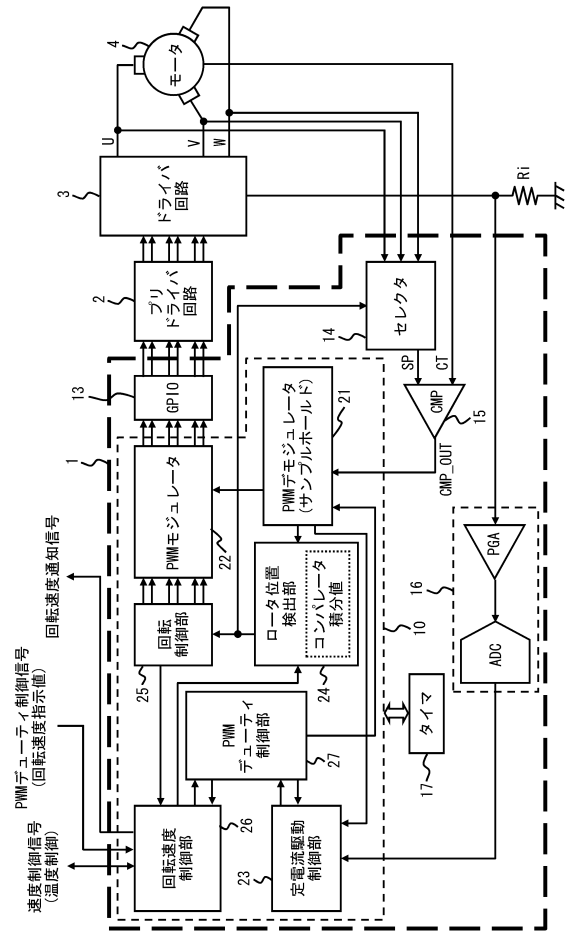 速度制御信号
(温度制御)
PWMデューティ制御信号
(回転速度指示値)
回転速度通知信号
1
13
2
3
4
モータ
U
V
W
ドライバ
回路
プリ
ドライバ
回路
GPIO
PWMモジュレータ
22
回転
制御部
25
回転速度
制御部
26
PWM
デューティ
制御部
27
ロータ位置
検出部
コンパレータ
積分値
24
PWMデモジュレータ
(サンプルホールド)
21
定電流駆動
制御部
23
10
セレクタ
14
SP
CT
CMP
15
CMP_OUT
タイマ
17
16
PGA
ADC
Ri